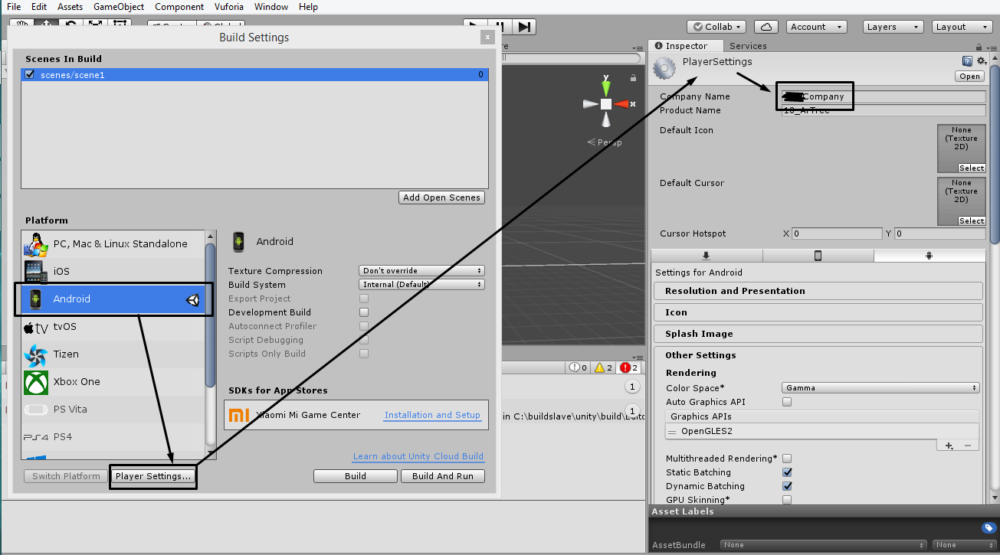 File Edit Assets GameObject Component Vuforia Window Help
Collab Account Layers Layout
Build Settings
x
Scenes In Build
scenes/scene1 0
Add Open Scenes
Platform
PC, Mac & Linux Standalone
iOS
Android
tv tvOS
Tizen
Xbox One
PS Vita
PS4
Switch Platform Player Settings...
Android
Texture Compression Don't override
Build System Internal (Default)
Export Project
Development Build
Autoconnect Profiler
Script Debugging
Scripts Only Build
SDKs for App Stores
Xiaomi Mi Game Center Installation and Setup
Learn about Unity Cloud Build
Build Build And Run
y
x
Persp
0 2 2
1
1
in C:\buildslave\unity\build\
Inspector Services
PlayerSettings
Open
Company Name Company
Product Name
Default Icon
None
(Texture
2D)
Select
Default Cursor
None
(Texture
2D)
Select
Cursor Hotspot X 0 Y 0
Settings for Android
Resolution and Presentation
Icon
Splash Image
Other Settings
Rendering
Color Space* Gamma
Auto Graphics API
Graphics APIs
OpenGLES2
Multithreaded Rendering*
Static Batching
Dynamic Batching
GPU Skinning*
Asset Labels
AssetBundle None None